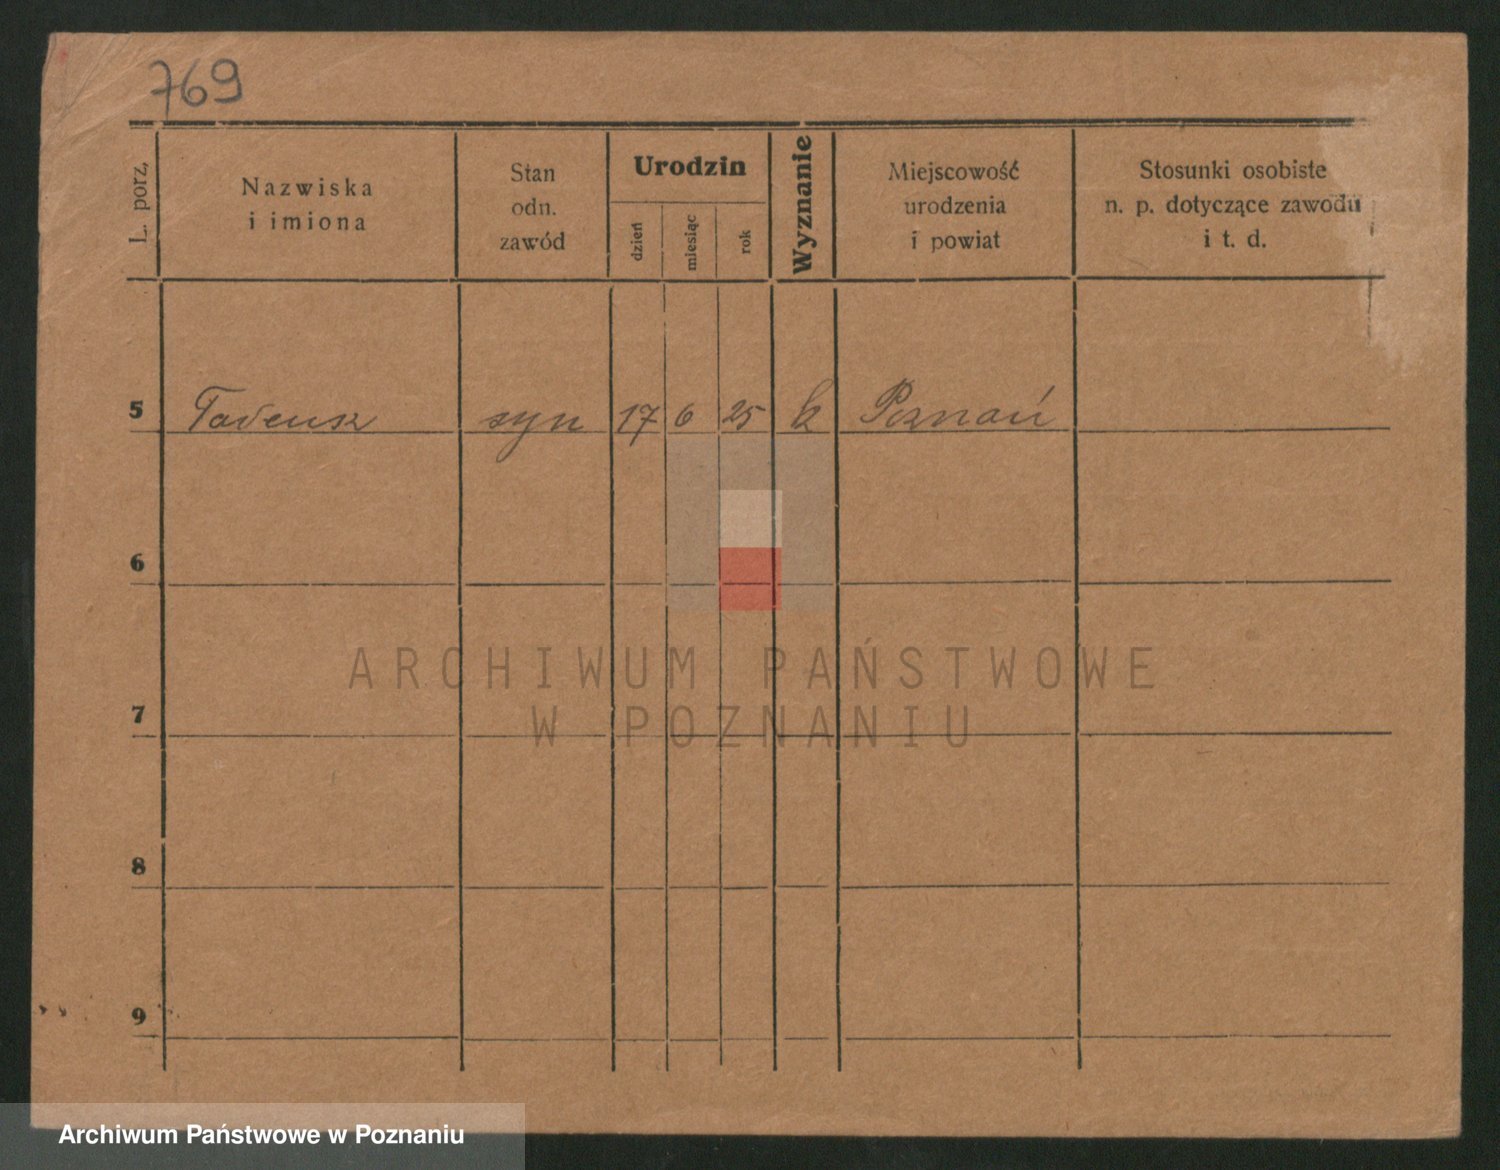 769
L. porz,
Nazwiska
i imiona
Stan
odn.
zawód
Urodzin
dzień
miesiąc
rok
Wyznanie
Miejscowość
urodzenia
i powiat
Stosunki osobiste
n. p. dotyczące zawodu
i t. d.
5 Tadeusz syn 17 6 25 k Poznań
6
7
8
9
ARCHIWUM PAŃSTWOWE
W POZNANIU
Archiwum Państwowe w Poznaniu